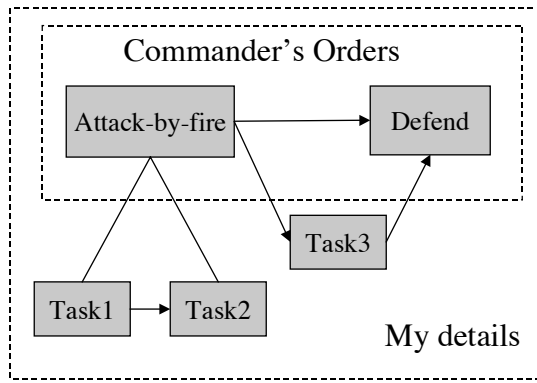 Commander’s Orders
Attack-by-fire
Defend
Task3
Task1
Task2
My details